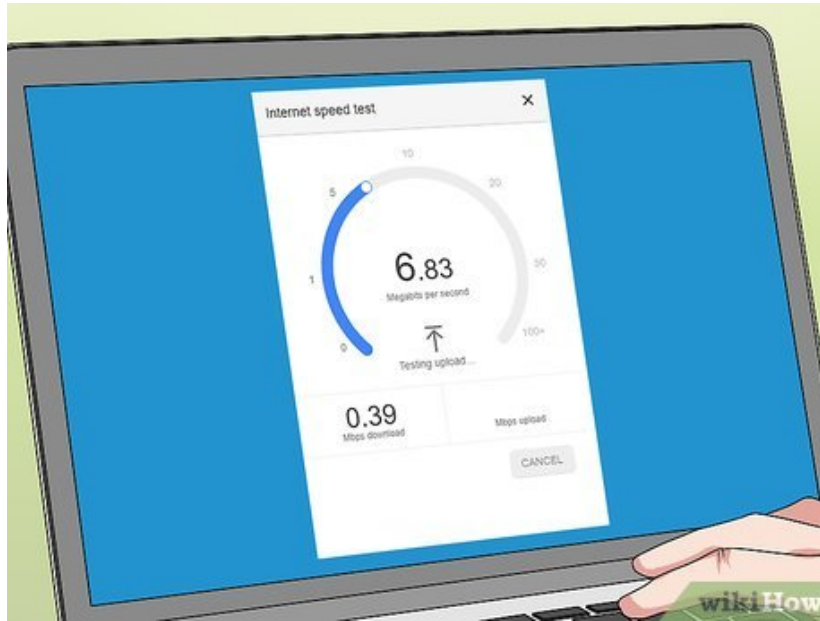 Internet speed test
×
10
5
20
6.83
1
50
Megabits per second
0
100+
Testing upload...
0.39
Mbps download
Mbps upload
CANCEL
wikiHow